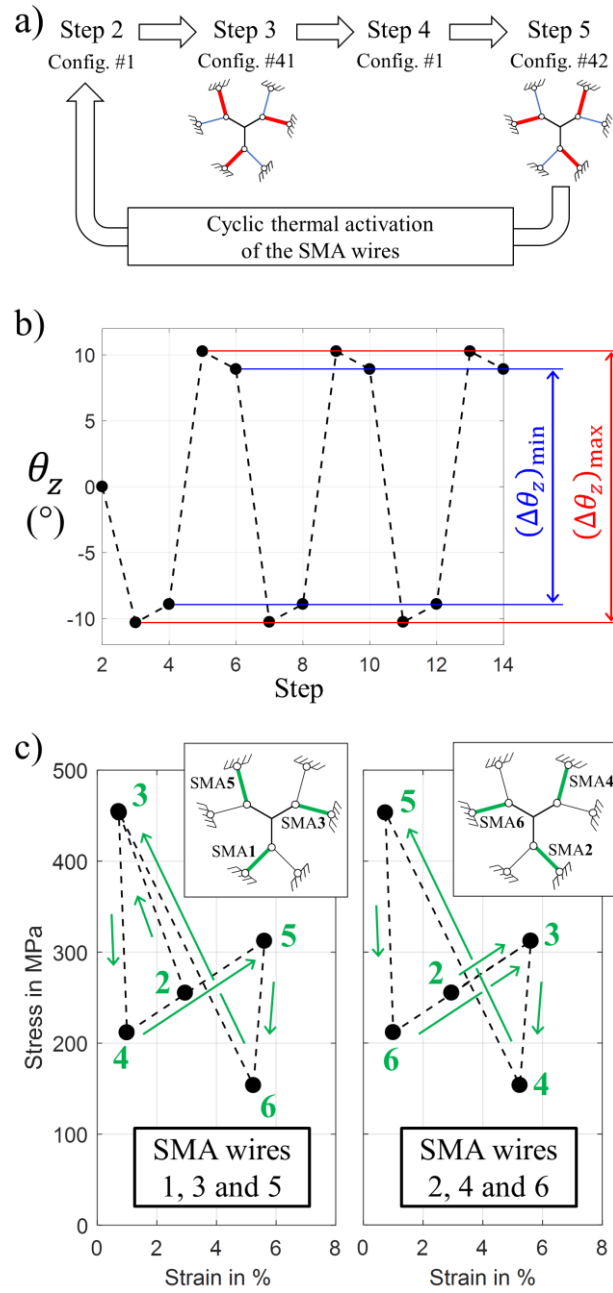 a)
Step 2
Step 3
Step 4
Step 5
Config. #1
Config. #41
Config. #1
Config. #42
Cyclic thermal activation
of the SMA wires
b)
10
5
0
-5
-10
θz
(°)
2
4
6
8
10
12
14
Step
(Δθz)min
(Δθz)max
c)
500
400
300
200
100
0
Stress in MPa
3
5
2
4
6
SMA5
SMA3
SMA1
SMA wires
1, 3 and 5
0
2
4
6
8
Strain in %
5
3
2
6
4
SMA4
SMA6
SMA2
SMA wires
2, 4 and 6
0
2
4
6
8
Strain in %